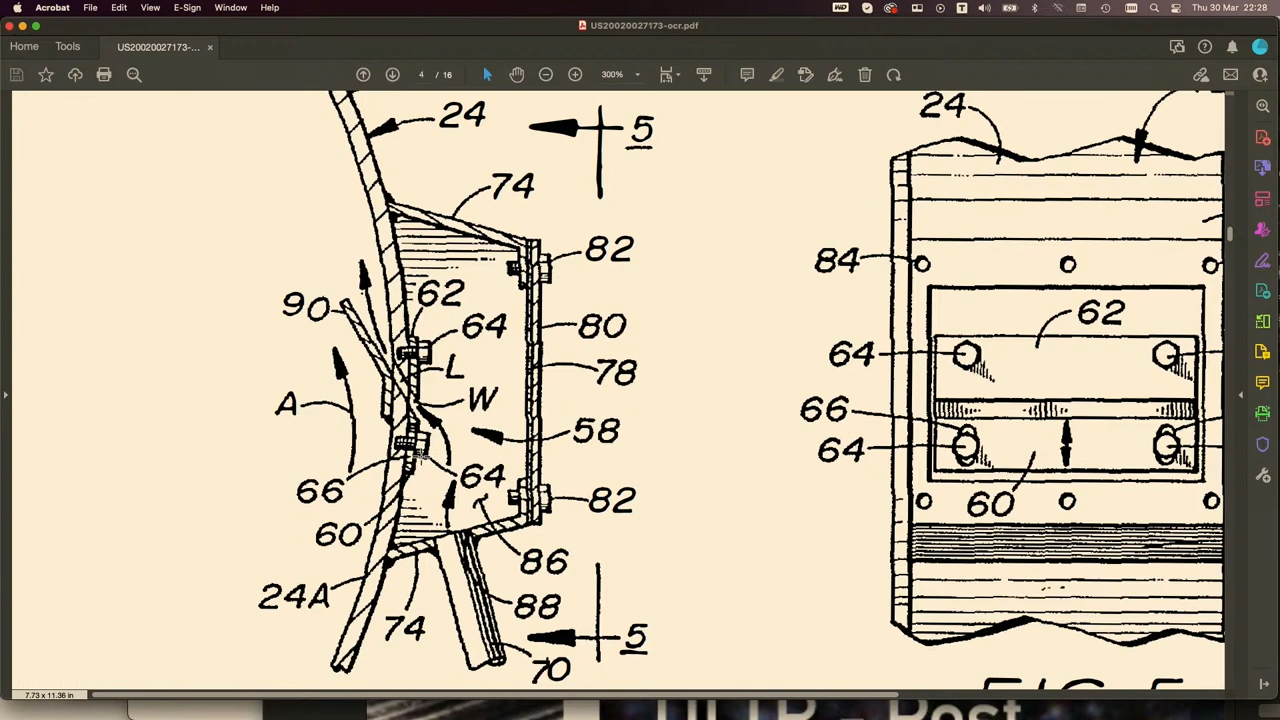 Acrobat File Edit View E-Sign Window Help
Thu 30 Mar 22:28
US20020027173-ocr.pdf
Home Tools US20020027173-... ×
4 / 16 300%
24 5
74
82
62
90 64
80
L
78
A W
58
66 64
82
60
86
24A
88
74
5
70
24
84
62
64
66
64
60
FIG 5
7.73 x 11.36 in